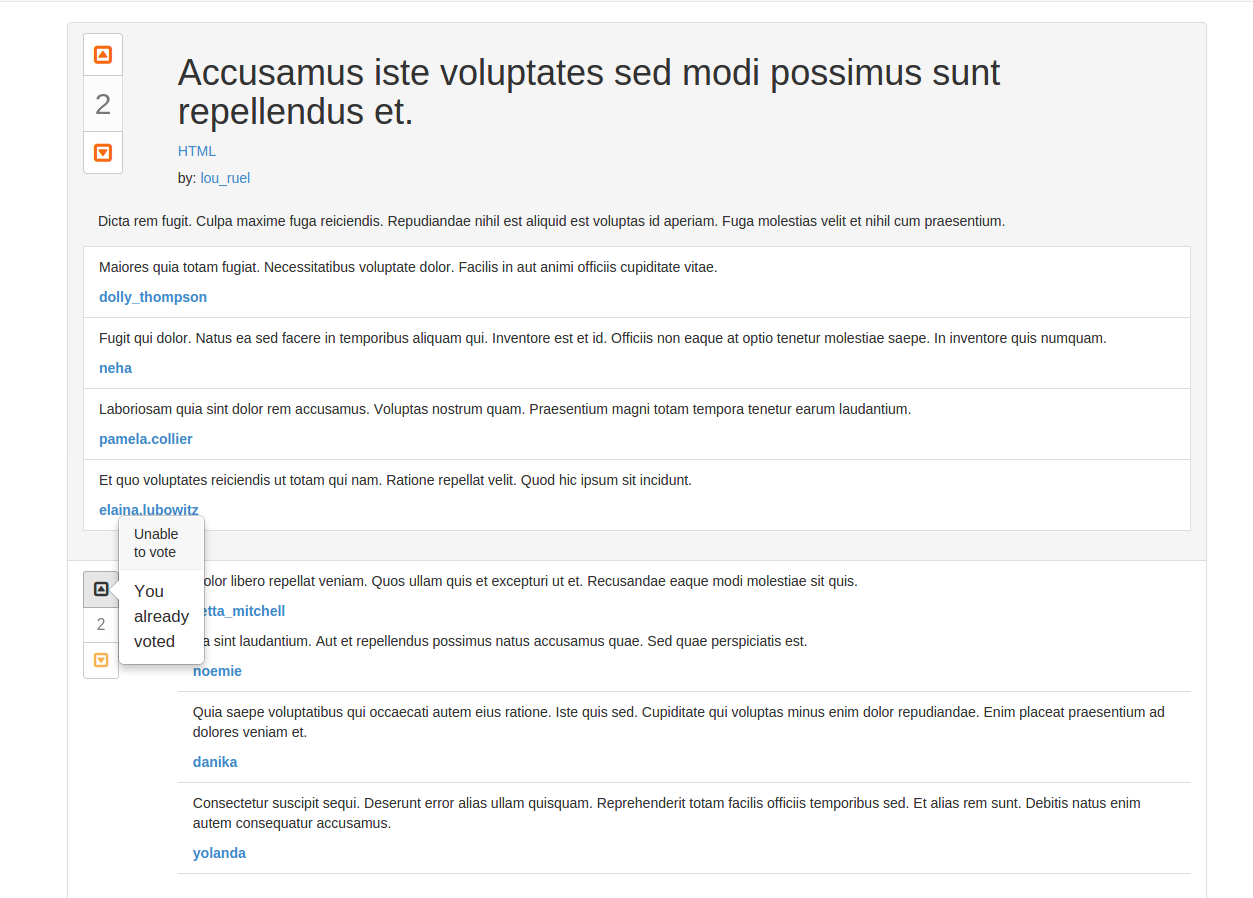 2
Accusamus iste voluptates sed modi possimus sunt
repellendus et.
HTML
by: lou_ruel
Dicta rem fugit. Culpa maxime fuga reiciendis. Repudiandae nihil est aliquid est voluptas id aperiam. Fuga molestias velit et nihil cum praesentium.
Maiores quia totam fugiat. Necessitatibus voluptate dolor. Facilis in aut animi officiis cupiditate vitae.
dolly_thompson
Fugit qui dolor. Natus ea sed facere in temporibus aliquam qui. Inventore est et id. Officiis non eaque at optio tenetur molestiae saepe. In inventore quis numquam.
neha
Laboriosam quia sint dolor rem accusamus. Voluptas nostrum quam. Praesentium magni totam tempora tenetur earum laudantium.
pamela.collier
Et quo voluptates reiciendis ut totam qui nam. Ratione repellat velit. Quod hic ipsum sit incidunt.
elaina.lubowitz
Unable
to vote
You
already
voted
2
libero repellat veniam. Quos ullam quis et excepturi ut et. Recusandae eaque modi molestiae sit quis.
etta_mitchell
sint laudantium. Aut et repellendus possimus natus accusamus quae. Sed quae perspiciatis est.
noemie
Quia saepe voluptatibus qui occaecati autem eius ratione. Iste quis sed. Cupiditate qui voluptas minus enim dolor repudiandae. Enim placeat praesentium ad
dolores veniam et.
danika
Consectetur suscipit sequi. Deserunt error alias ullam quisquam. Reprehenderit totam facilis officiis temporibus sed. Et alias rem sunt. Debitis natus enim
autem consequatur accusamus.
yolanda